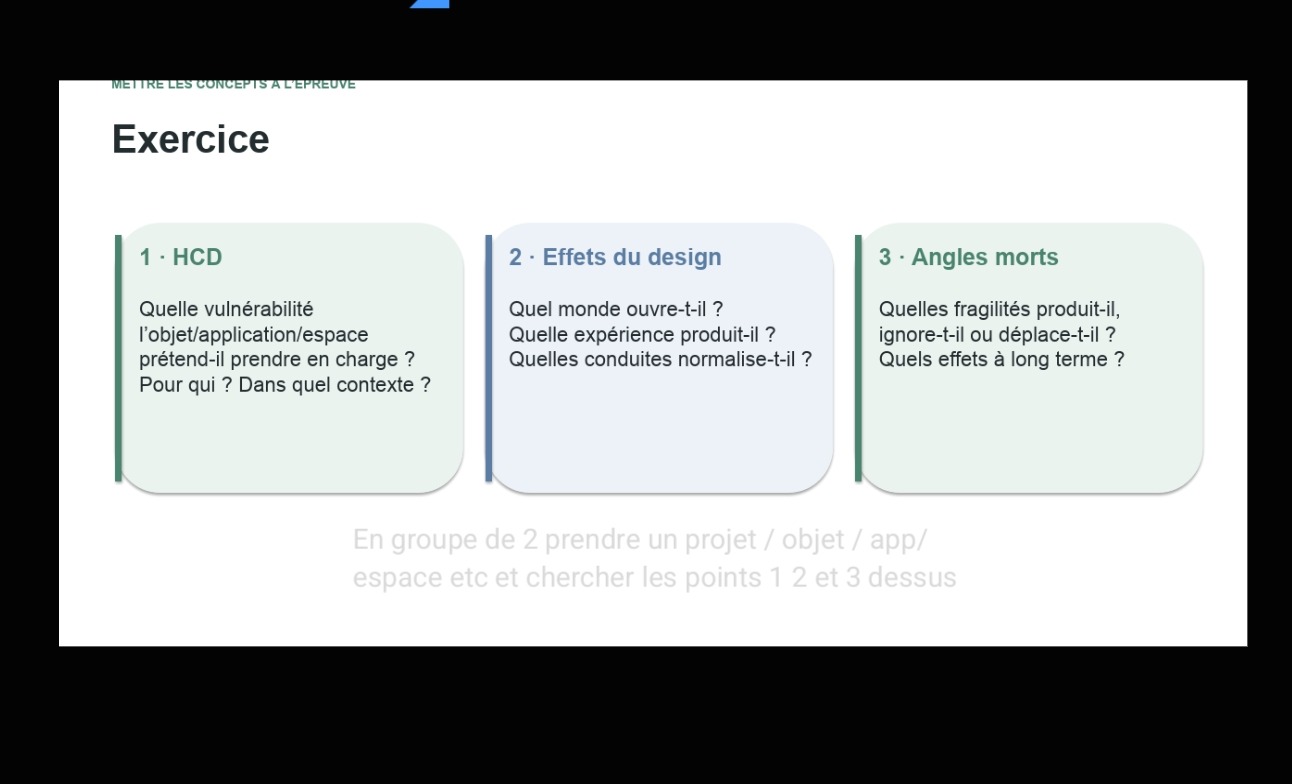 METTRE LES CONCEPTS À L'ÉPREUVE
Exercice
1 · HCD
Quelle vulnérabilité
l’objet/application/espace
prétend-il prendre en charge ?
Pour qui ? Dans quel contexte ?
2 · Effets du design
Quel monde ouvre-t-il ?
Quelle expérience produit-il ?
Quelles conduites normalise-t-il ?
3 · Angles morts
Quelles fragilités produit-il,
ignore-t-il ou déplace-t-il ?
Quels effets à long terme ?
En groupe de 2 prendre un projet / objet / app/
espace etc et chercher les points 1 2 et 3 dessus